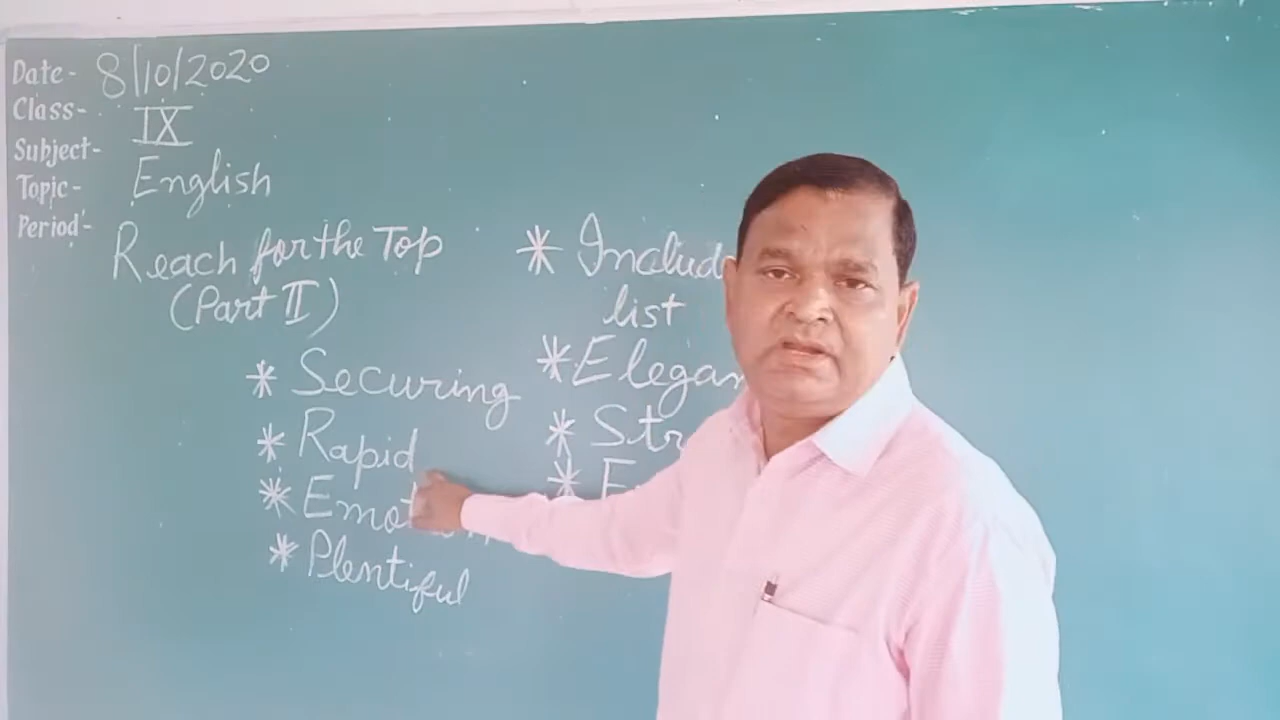 Date- 8/10/2020
Class- IX
Subject- English
Topic-
Period-
Reach for the Top
(Part II)
* Securing
* Rapid
*
* Plentiful
*
list
*
*
*